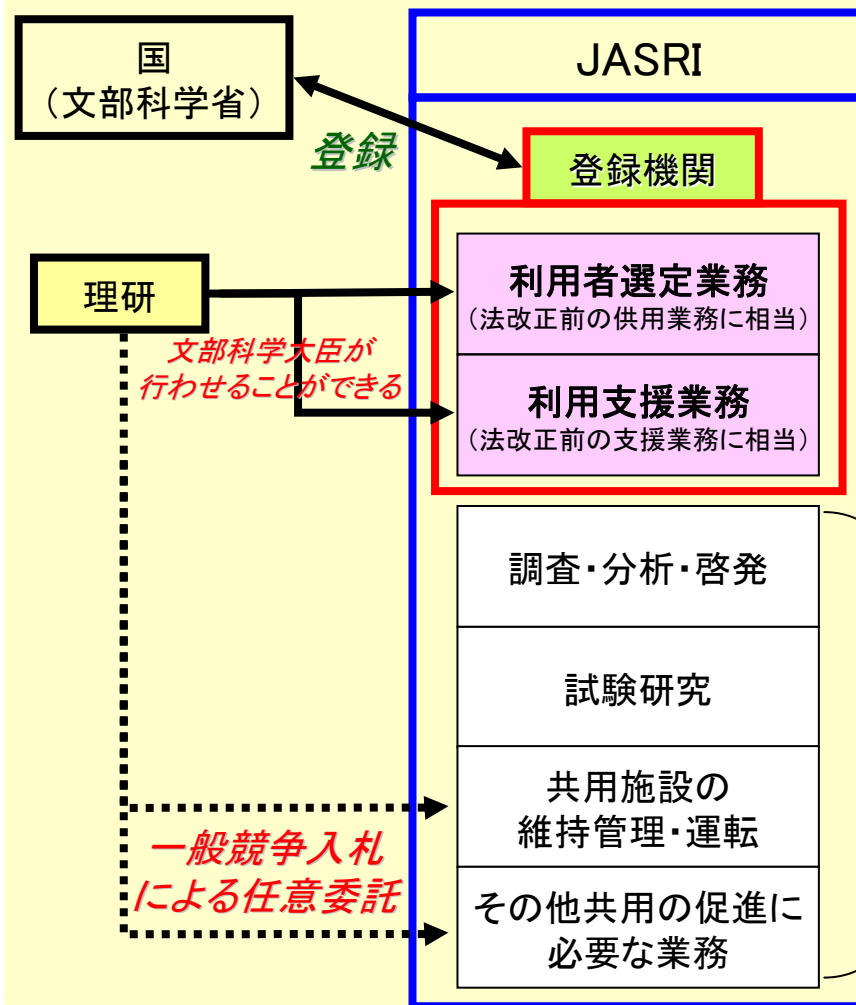 国
（文部科学省）
JASRI
登録
登録機関
理研
利用者選定業務
（法改正前の供用業務に相当）
文部科学大臣が
行わせることができる
利用支援業務
（法改正前の支援業務に相当）
調査・分析・啓発
試験研究
共用施設の
維持管理・運転
一般競争入札
による任意委託
その他共用の促進に
必要な業務